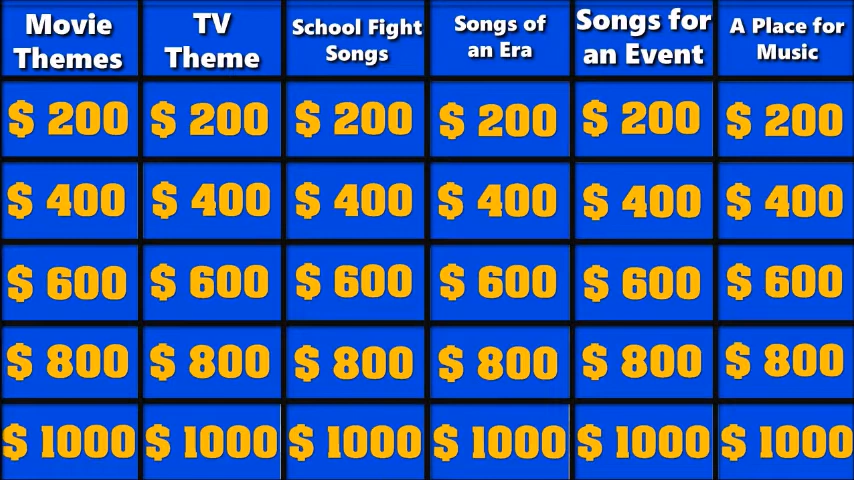 Movie
Themes
TV
Theme
School Fight
Songs
Songs of
an Era
Songs for
an Event
A Place for
Music
$ 200 $ 200 $ 200 $ 200 $ 200 $ 200
$ 400 $ 400 $ 400 $ 400 $ 400 $ 400
$ 600 $ 600 $ 600 $ 600 $ 600 $ 600
$ 800 $ 800 $ 800 $ 800 $ 800 $ 800
$ 1000 $ 1000 $ 1000 $ 1000 $ 1000 $ 1000